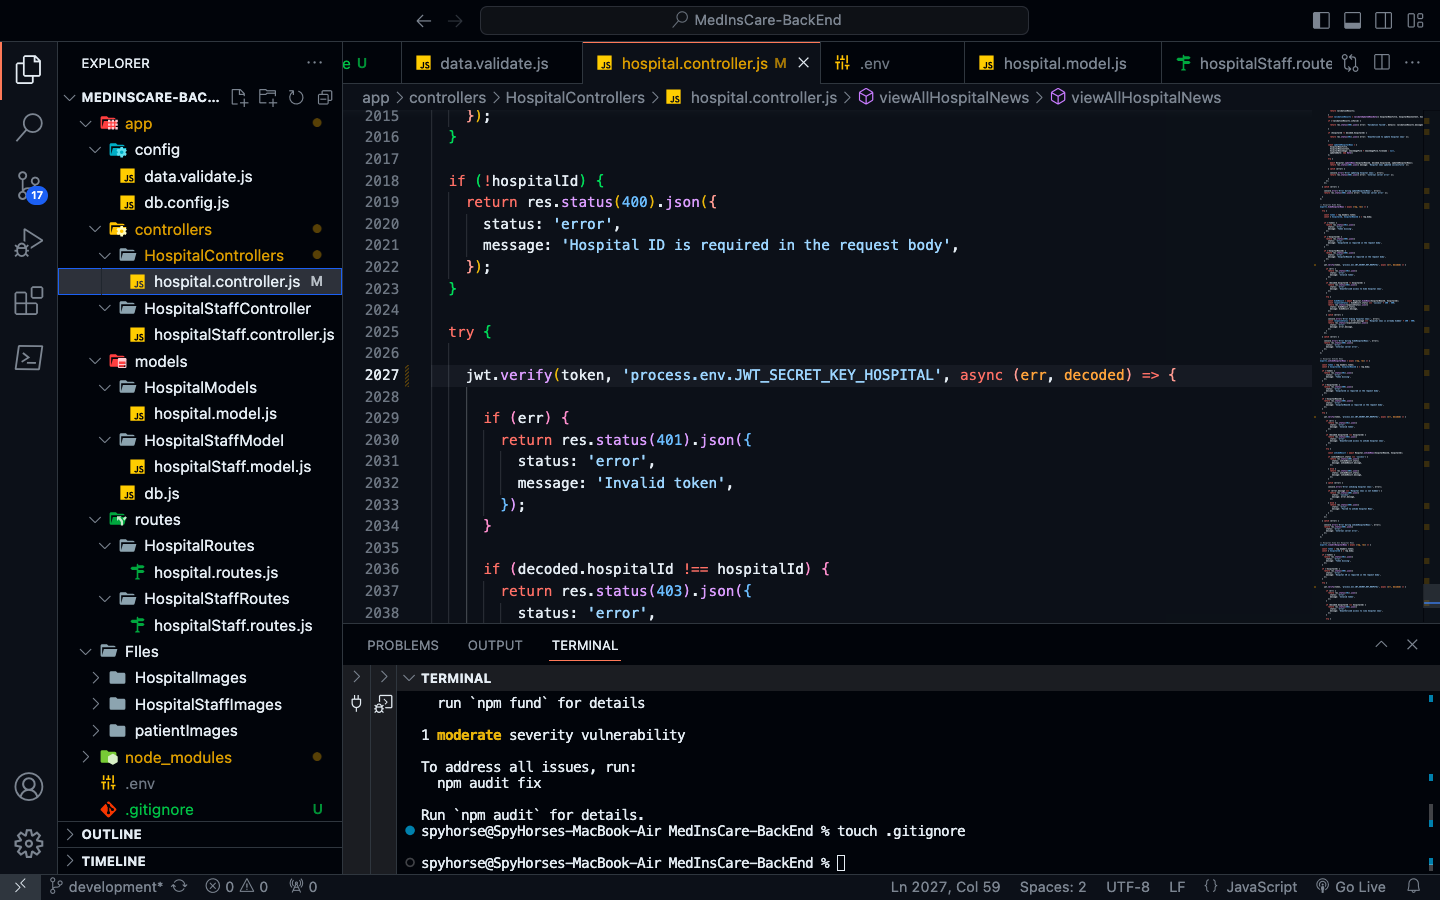 MedInsCare-BackEnd
EXPLORER
e U
data.validate.js
hospital.controller.js M
.env
hospital.model.js
hospitalStaff.route
MEDINSCARE-BAC...
app
config
data.validate.js
db.config.js
controllers
HospitalControllers
hospital.controller.js M
HospitalStaffController
hospitalStaff.controller.js
models
HospitalModels
hospital.model.js
HospitalStaffModel
hospitalStaff.model.js
db.js
routes
HospitalRoutes
hospital.routes.js
HospitalStaffRoutes
hospitalStaff.routes.js
FIles
HospitalImages
HospitalStaffImages
patientImages
node_modules
.env
.gitignore U
OUTLINE
TIMELINE
17
app > controllers > HospitalControllers > hospital.controller.js > viewAllHospitalNews > viewAllHospitalNews
2015 });
2016 }
2017
2018 if (!hospitalId) {
2019 return res.status(400).json({
2020 status: 'error',
2021 message: 'Hospital ID is required in the request body',
2022 });
2023 }
2024
2025 try {
2026
2027 jwt.verify(token, 'process.env.JWT_SECRET_KEY_HOSPITAL', async (err, decoded) => {
2028
2029 if (err) {
2030 return res.status(401).json({
2031 status: 'error',
2032 message: 'Invalid token',
2033 });
2034 }
2035
2036 if (decoded.hospitalId !== hospitalId) {
2037 return res.status(403).json({
2038 status: 'error',
PROBLEMS OUTPUT TERMINAL
TERMINAL
run `npm fund` for details
1 moderate severity vulnerability
To address all issues, run:
npm audit fix
Run `npm audit` for details.
spyhorse@SpyHorses-MacBook-Air MedInsCare-BackEnd % touch .gitignore
spyhorse@SpyHorses-MacBook-Air MedInsCare-BackEnd %
development* 0 0 0 Ln 2027, Col 59 Spaces: 2 UTF-8 LF {} JavaScript Go Live